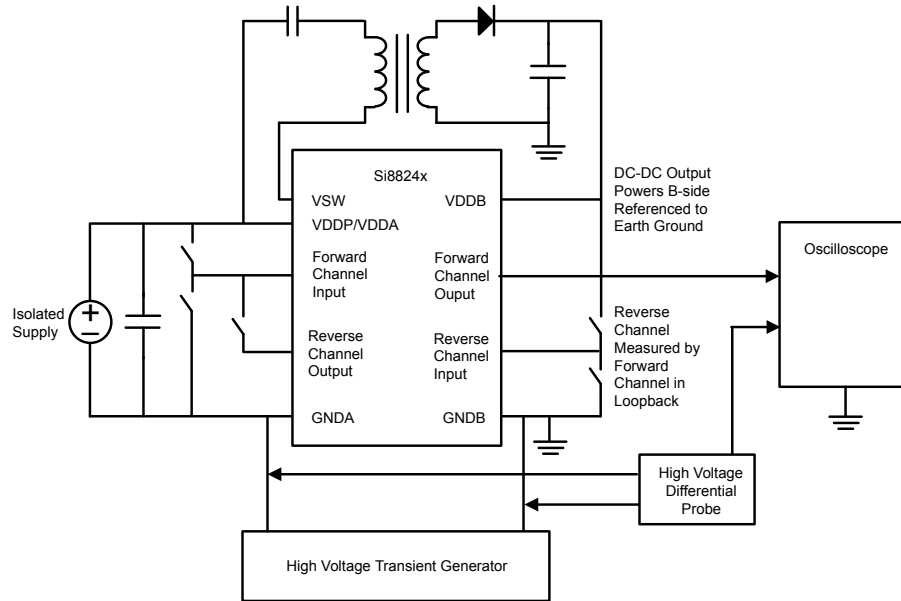 Si8824x
VSW
VDDB
VDDP/VDDA
Forward
Channel
Input
Forward
Channel
Ouput
Reverse
Channel
Output
Reverse
Channel
Input
GNDA
GNDB
Isolated
Supply
+
–
DC-DC Output
Powers B-side
Referenced to
Earth Ground
Oscilloscope
Reverse
Channel
Measured by
Forward
Channel in
Loopback
High Voltage
Differential
Probe
High Voltage Transient Generator